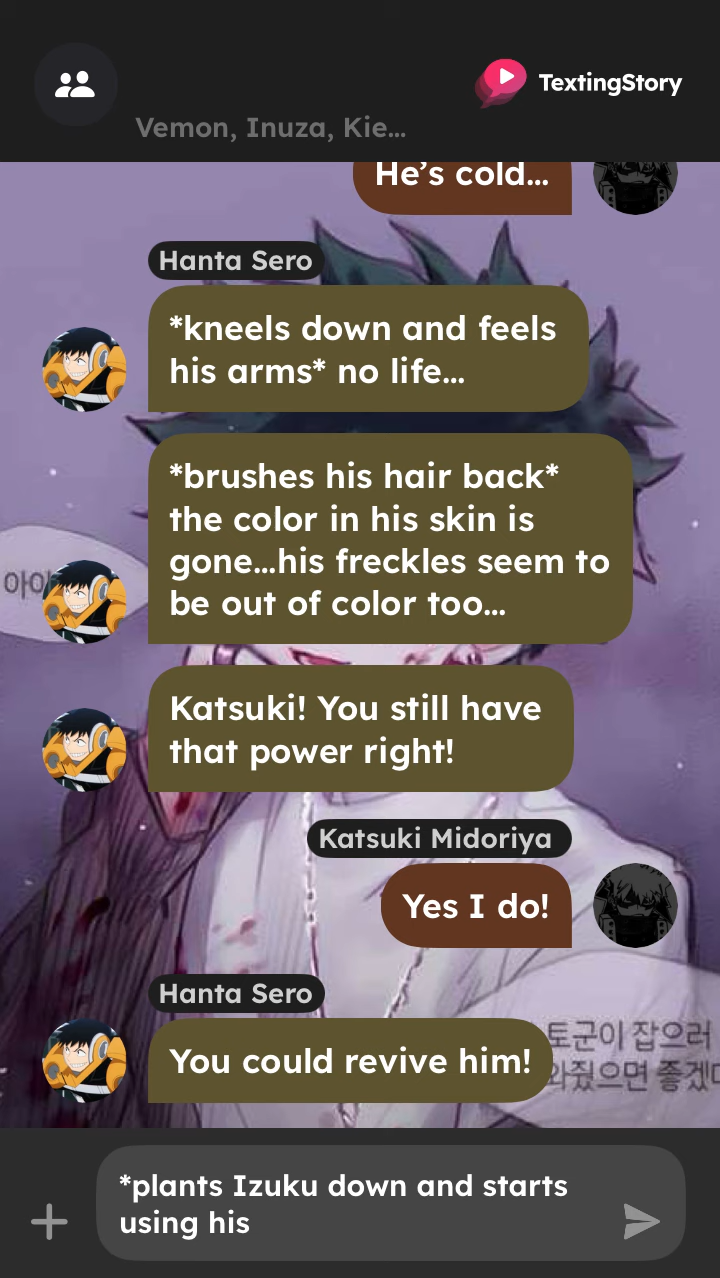 TextingStory
Vemon, Inuza, Kie...
He's cold...
Hanta Sero
*kneels down and feels
his arms* no life...
*brushes his hair back*
the color in his skin is
gone...his freckles seem to
be out of color too...
Katsuki! You still have
that power right!
Katsuki Midoriya
Yes I do!
Hanta Sero
You could revive him!
토군이 잡으러
와줬으면 좋겠
*plants Izuku down and starts
using his